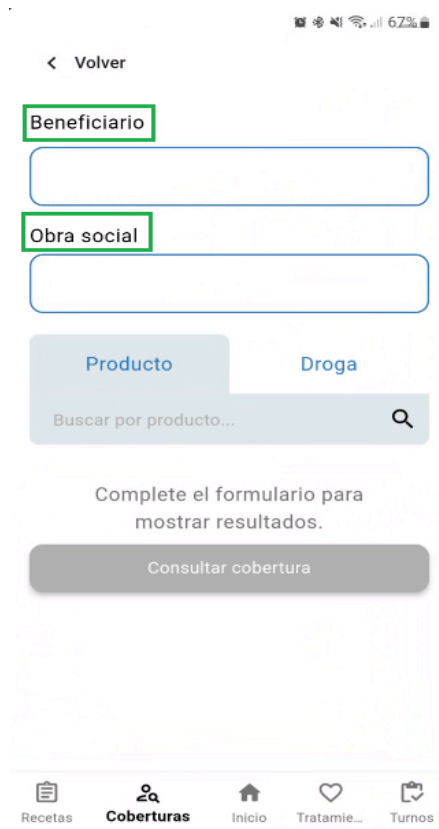 67%
Volver
Beneficiario
Obra social
Producto
Droga
Buscar por producto...
Complete el formulario para
mostrar resultados.
Consultar cobertura
Recetas
Coberturas
Inicio
Tratamie...
Turnos